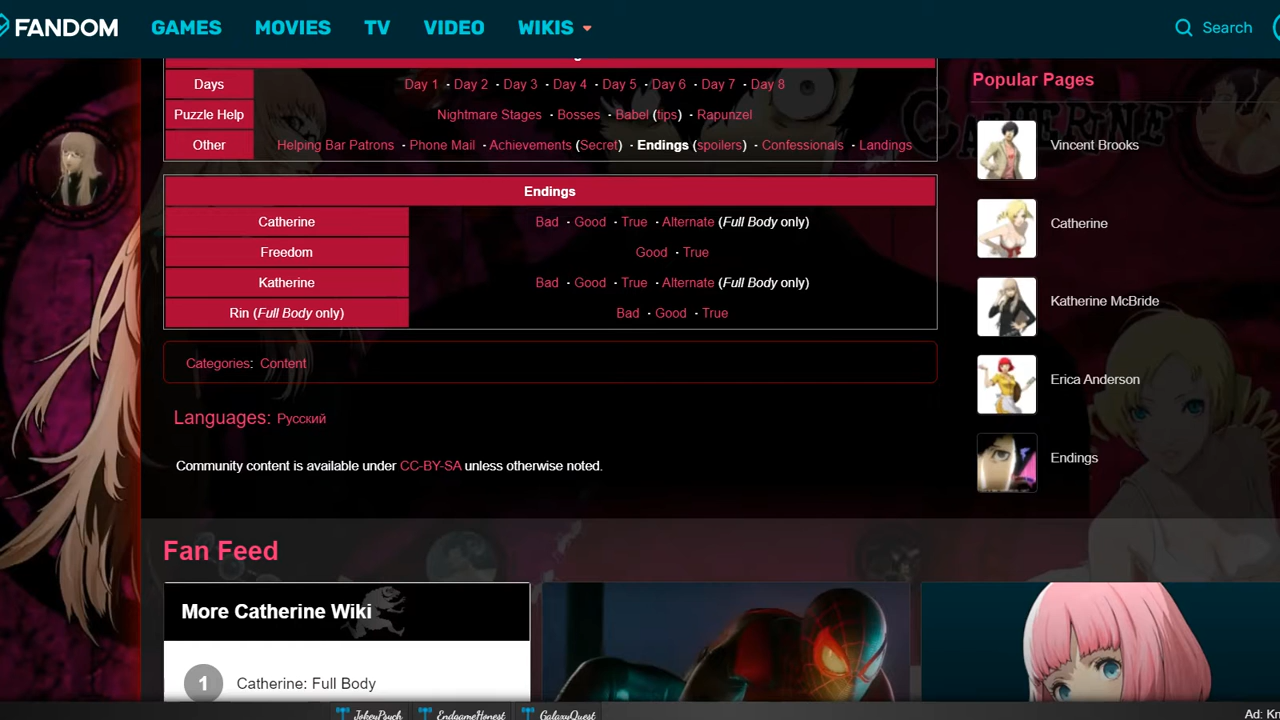 FANDOM GAMES MOVIES TV VIDEO WIKIS Search
Days Day 1 - Day 2 - Day 3 - Day 4 - Day 5 - Day 6 - Day 7 - Day 8
Puzzle Help Nightmare Stages - Bosses - Babel (tips) - Rapunzel
Other Helping Bar Patrons - Phone Mail - Achievements (Secret) - Endings (spoilers) - Confessionals - Landings
Endings
Catherine Bad - Good - True - Alternate (Full Body only)
Freedom Good - True
Katherine Bad - Good - True - Alternate (Full Body only)
Rin (Full Body only) Bad - Good - True
Categories: Content
Languages: Русский
Community content is available under CC-BY-SA unless otherwise noted.
Popular Pages
CATHERINE
Vincent Brooks
Catherine
Katherine McBride
Erica Anderson
Endings
Fan Feed
More Catherine Wiki
1 Catherine: Full Body
JokeyPsych EndgameHonest GalaxyQuest
Ad: